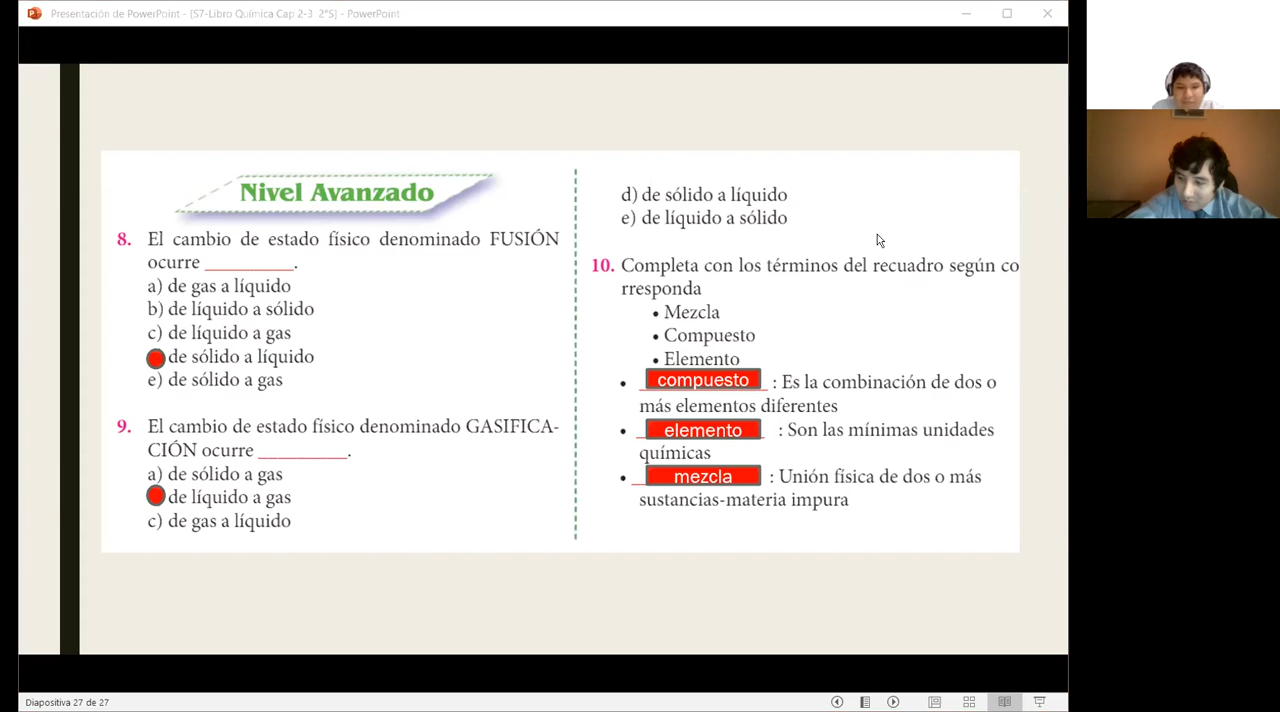 Presentación de PowerPoint - [S7-Libro Química Cap 2-3 2°S] - PowerPoint
Nivel Avanzado
8. El cambio de estado físico denominado FUSIÓN
ocurre __________.
a) de gas a líquido
b) de líquido a sólido
c) de líquido a gas
de sólido a líquido
e) de sólido a gas
9. El cambio de estado físico denominado GASIFICA-
CIÓN ocurre __________.
a) de sólido a gas
de líquido a gas
c) de gas a líquido
d) de sólido a líquido
e) de líquido a sólido
10. Completa con los términos del recuadro según co
rresponda
• Mezcla
• Compuesto
• Elemento
• compuesto : Es la combinación de dos o
más elementos diferentes
• elemento : Son las mínimas unidades
químicas
• mezcla : Unión física de dos o más
sustancias-materia impura
Diapositiva 27 de 27